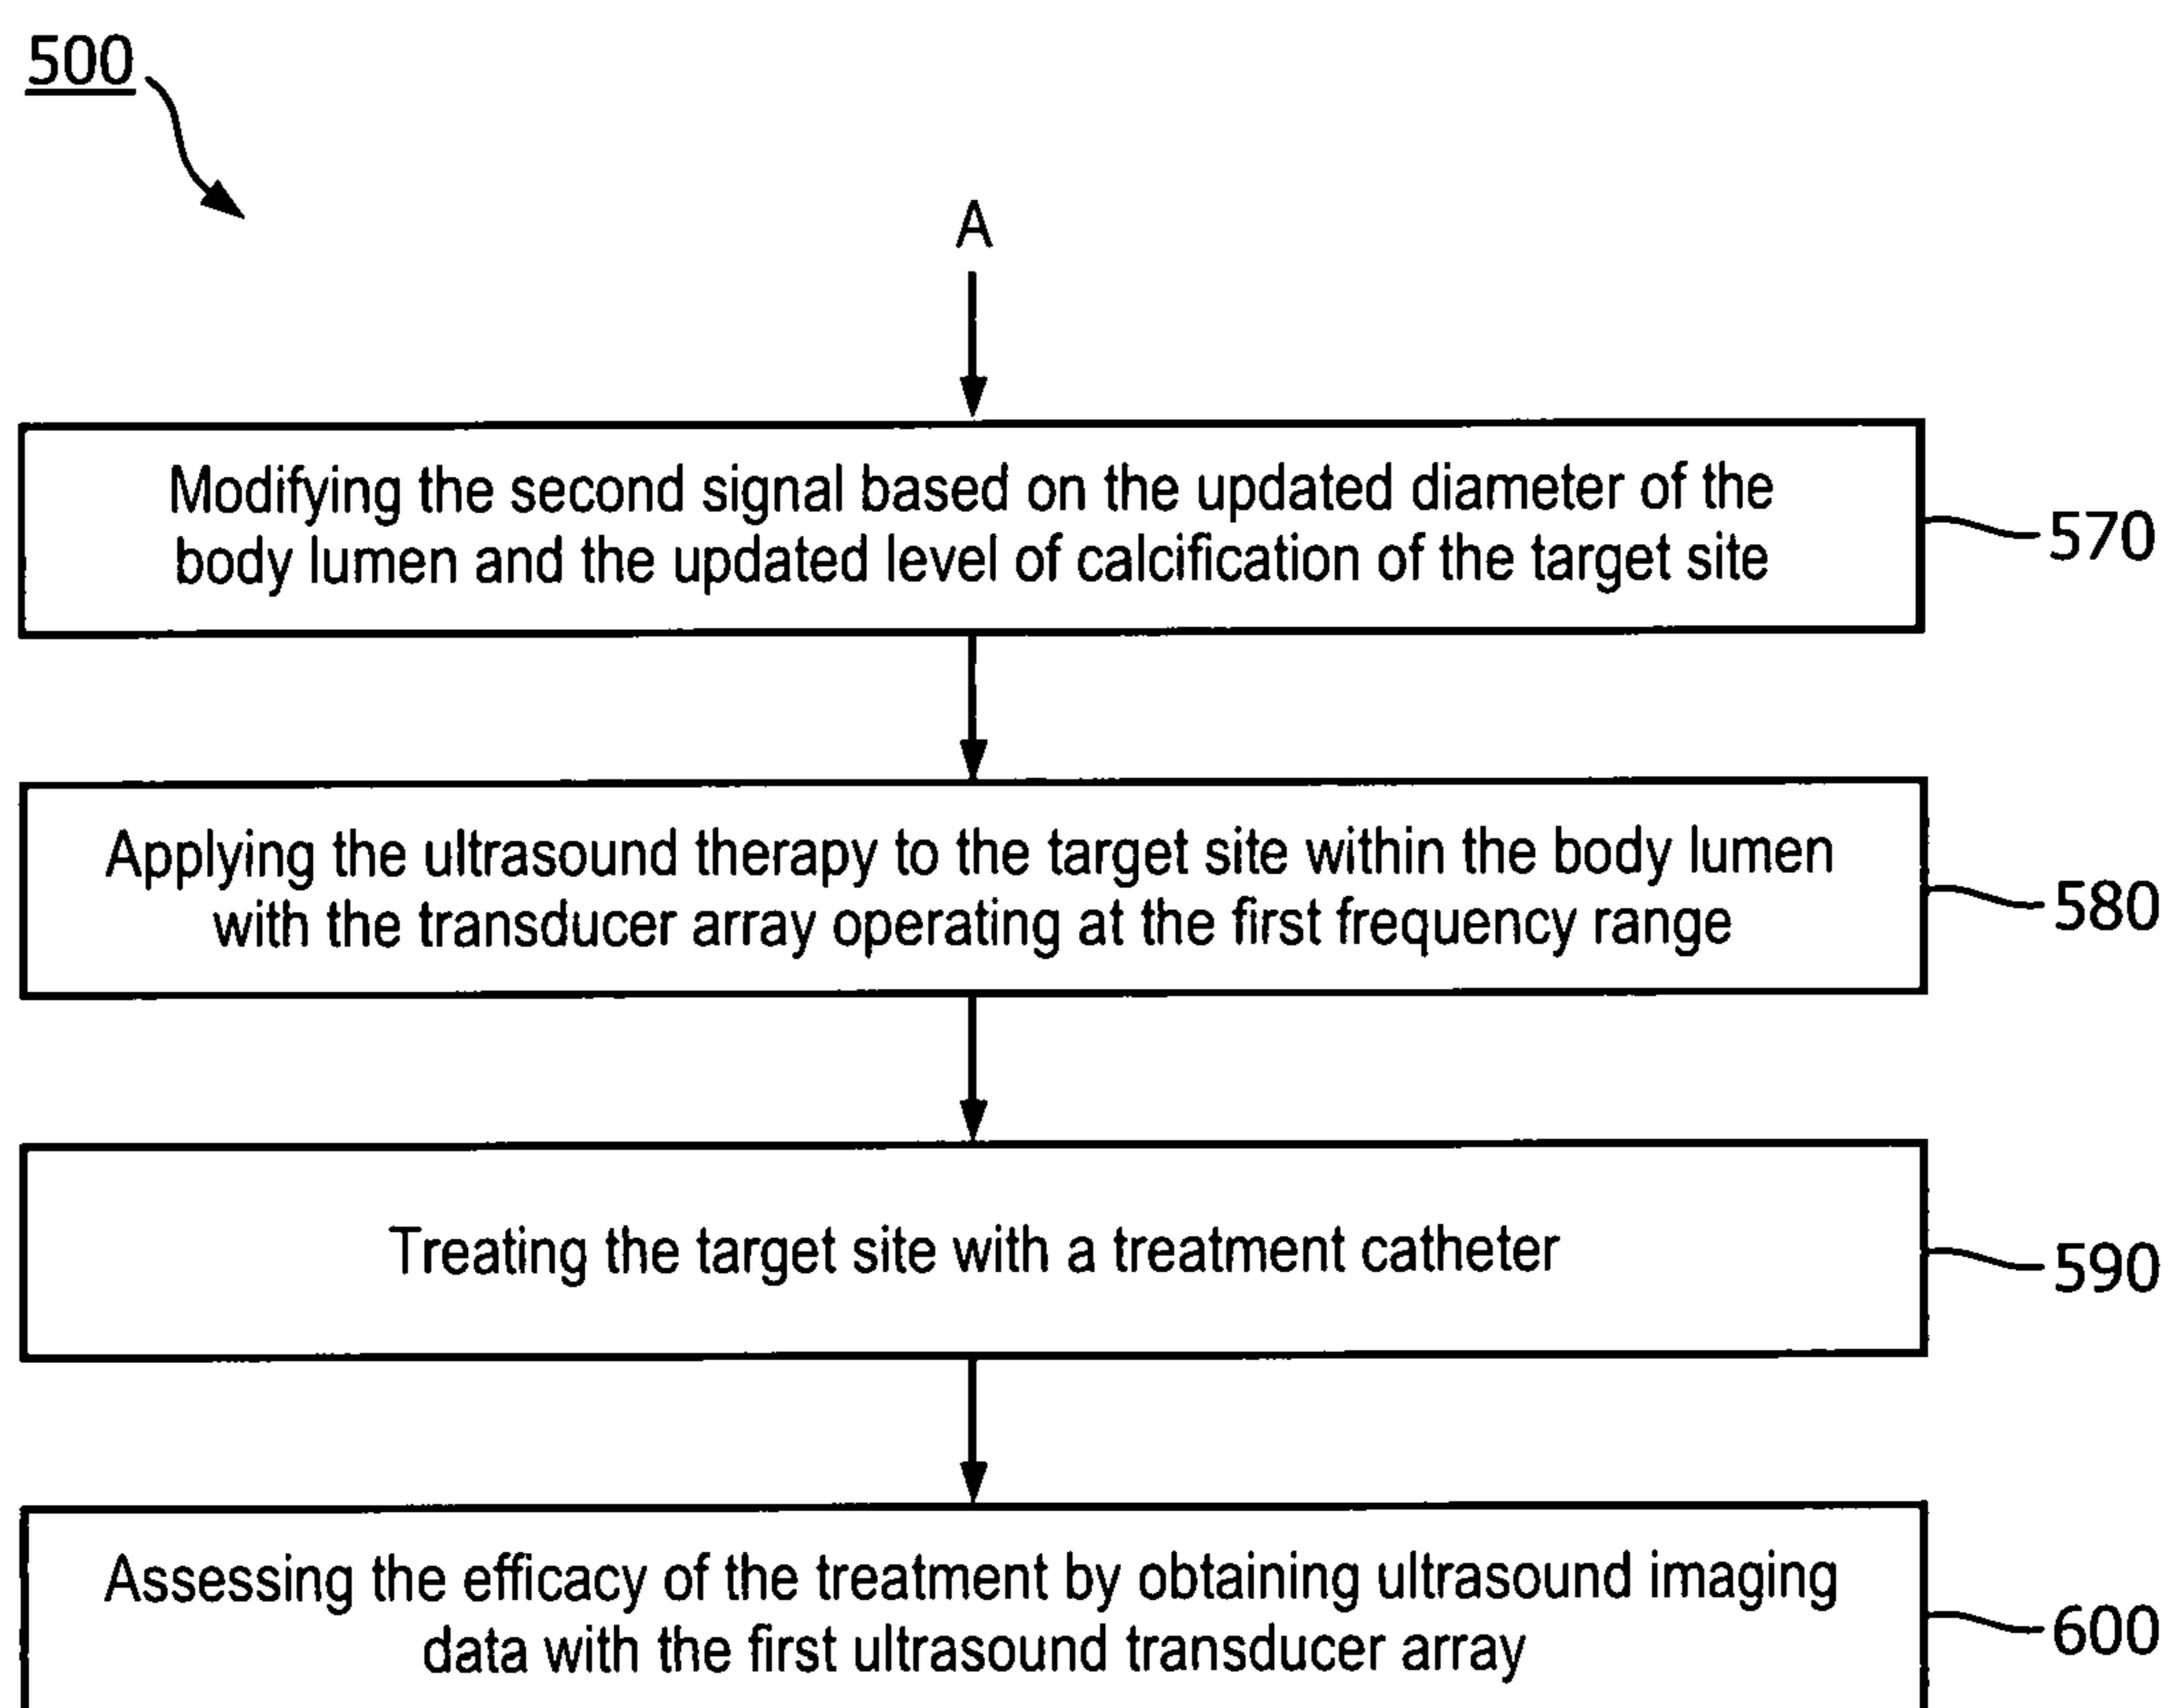 500
A
Modifying the second signal based on the updated diameter of the
body lumen and the updated level of calcification of the target site
570
Applying the ultrasound therapy to the target site within the body lumen
with the transducer array operating at the first frequency range
580
Treating the target site with a treatment catheter
590
Assessing the efficacy of the treatment by obtaining ultrasound imaging
data with the first ultrasound transducer array
600